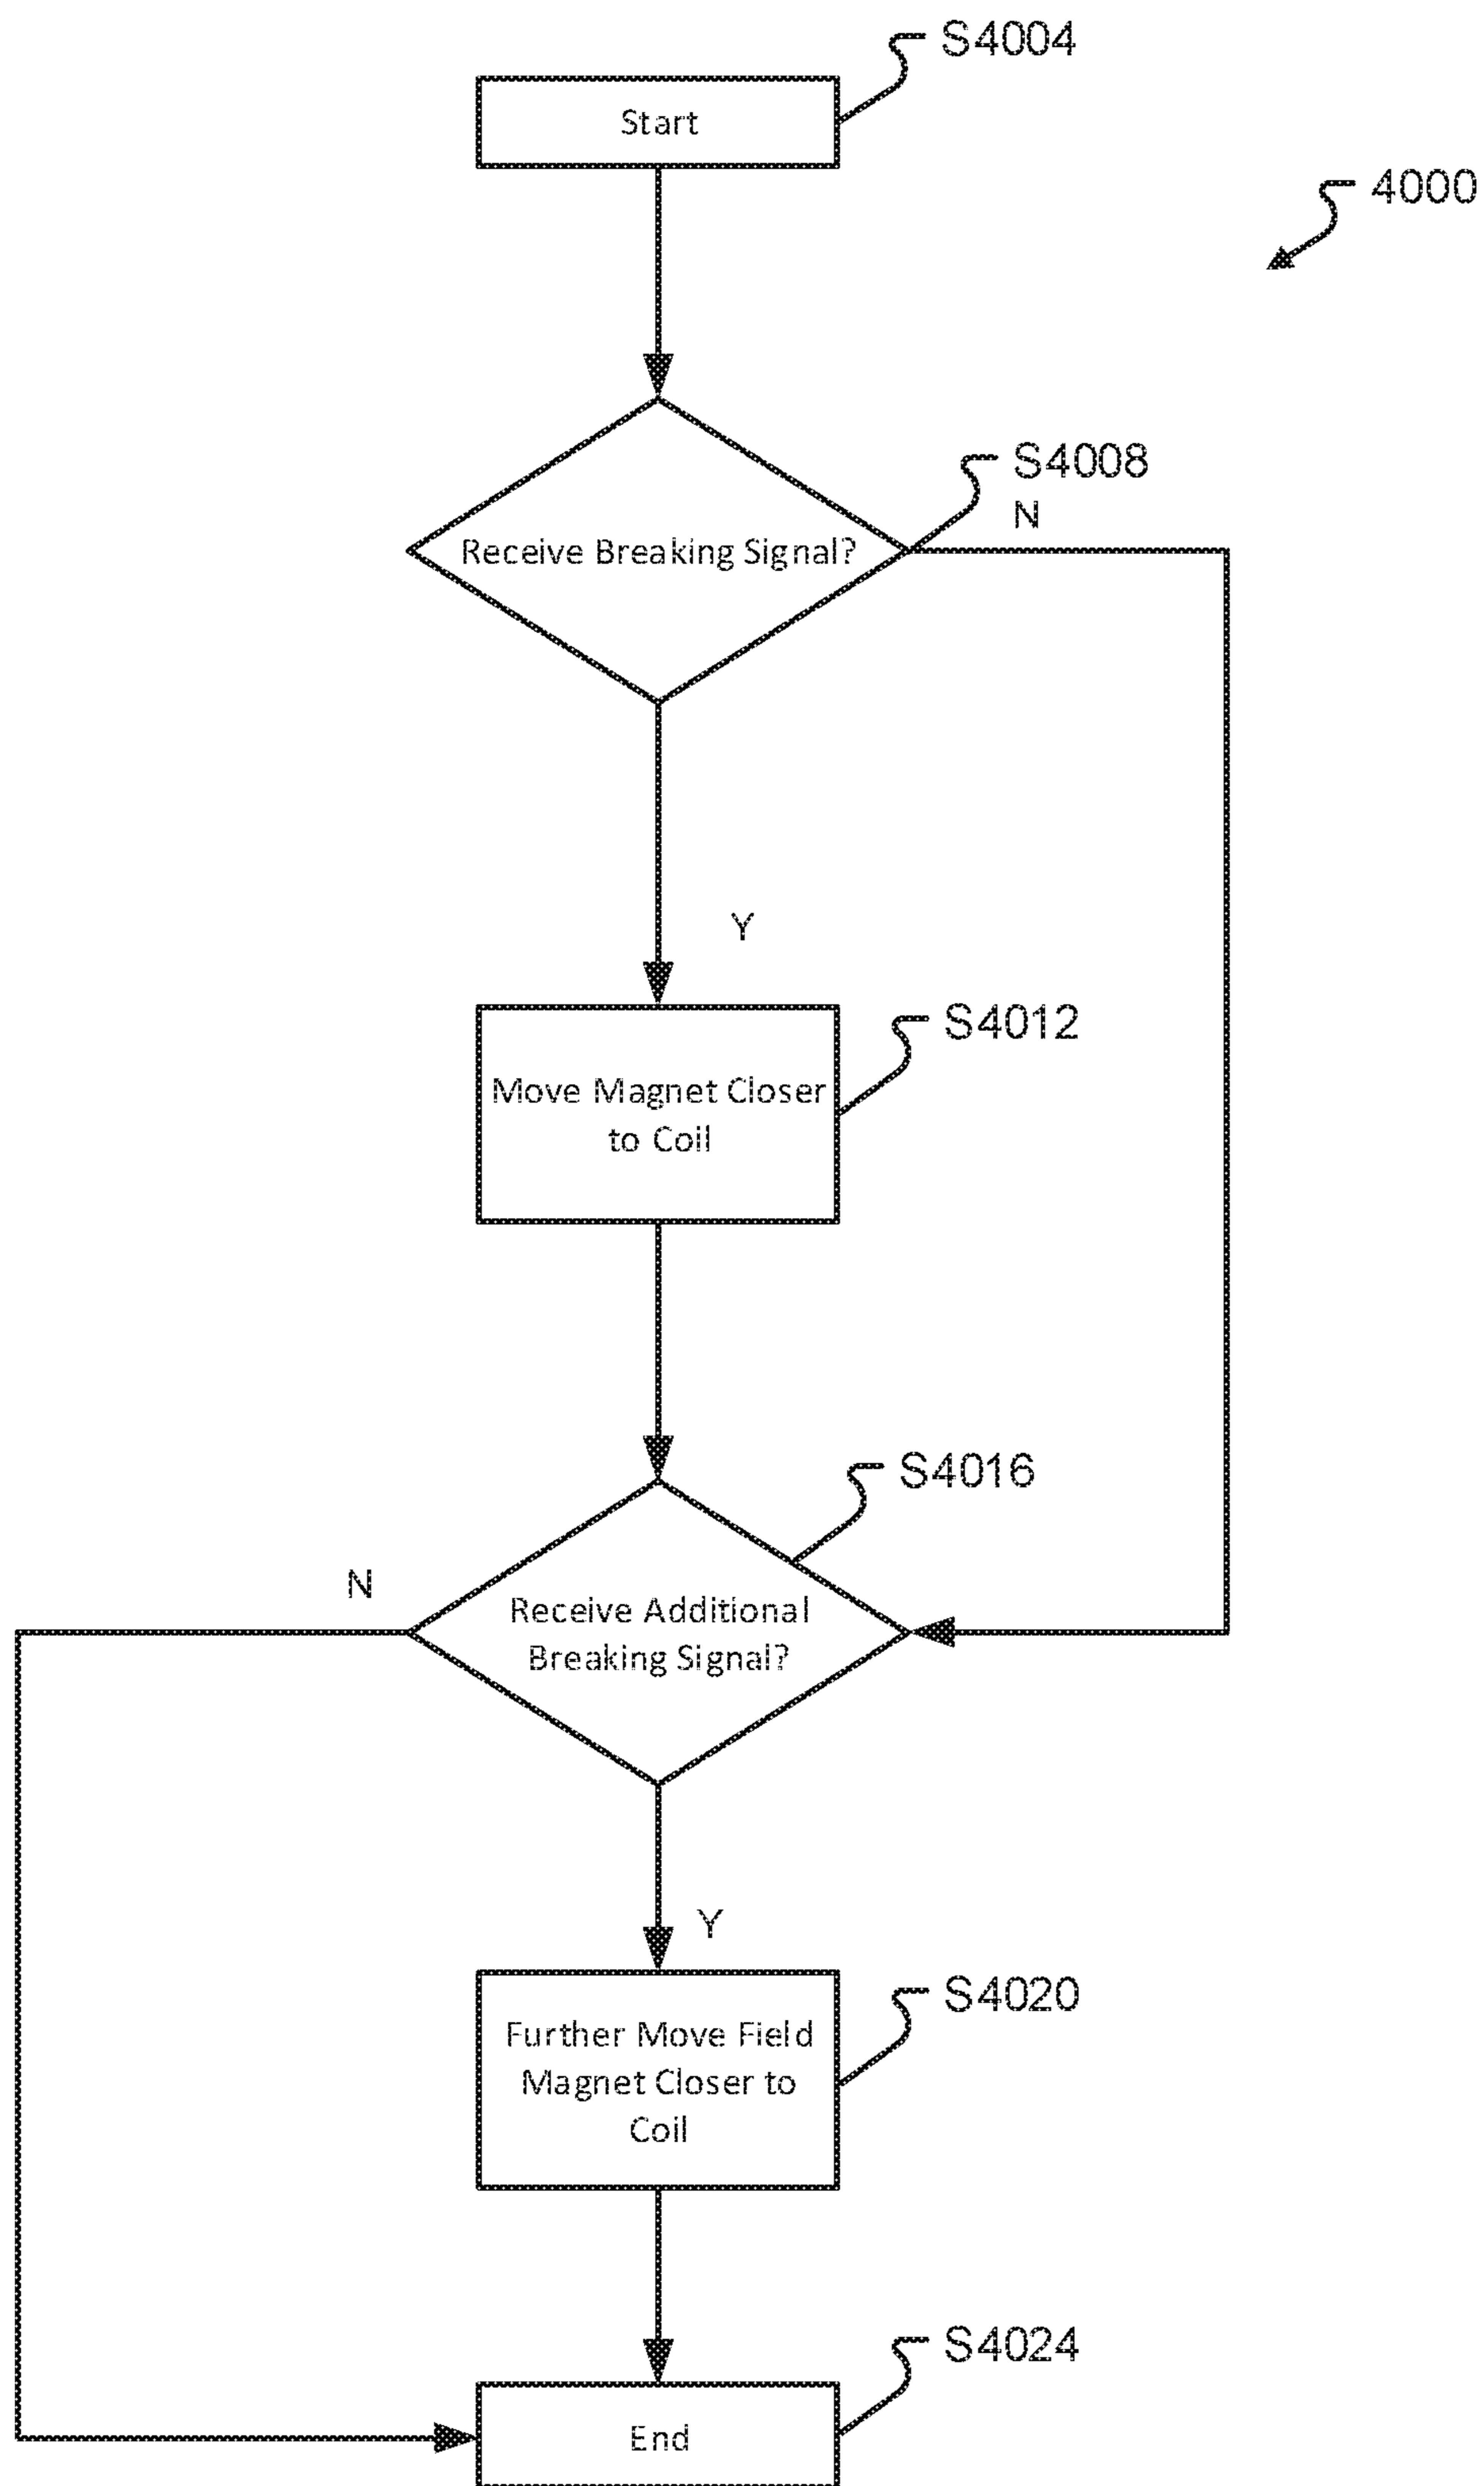 S4004
Start
4000
S4008
N
Receive Breaking Signal?
Y
S4012
Move Magnet Closer
to Coil
S4016
N
Receive Additional
Breaking Signal?
Y
S4020
Further Move Field
Magnet Closer to
Coil
S4024
End